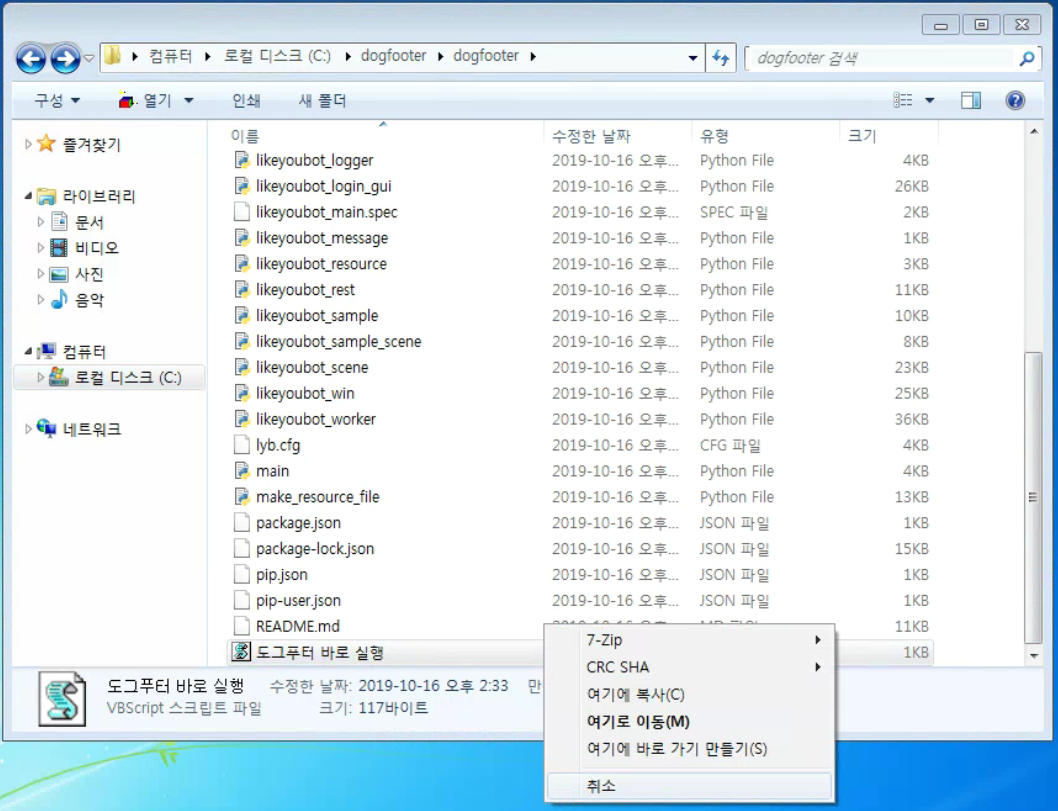 컴퓨터 로컬 디스크 (C:) dogfooter dogfooter
dogfooter 검색
구성 열기 인쇄 새 폴더
즐겨찾기
라이브러리
문서
비디오
사진
음악
컴퓨터
로컬 디스크 (C:)
네트워크
이름 수정한 날짜 유형 크기
likeyoubot_logger 2019-10-16 오후... Python File 4KB
likeyoubot_login_gui 2019-10-16 오후... Python File 26KB
likeyoubot_main.spec 2019-10-16 오후... SPEC 파일 2KB
likeyoubot_message 2019-10-16 오후... Python File 1KB
likeyoubot_resource 2019-10-16 오후... Python File 3KB
likeyoubot_rest 2019-10-16 오후... Python File 11KB
likeyoubot_sample 2019-10-16 오후... Python File 10KB
likeyoubot_sample_scene 2019-10-16 오후... Python File 8KB
likeyoubot_scene 2019-10-16 오후... Python File 23KB
likeyoubot_win 2019-10-16 오후... Python File 25KB
likeyoubot_worker 2019-10-16 오후... Python File 36KB
lyb.cfg 2019-10-16 오후... CFG 파일 4KB
main 2019-10-16 오후... Python File 4KB
make_resource_file 2019-10-16 오후... Python File 13KB
package.json 2019-10-16 오후... JSON 파일 1KB
package-lock.json 2019-10-16 오후... JSON 파일 15KB
pip.json 2019-10-16 오후... JSON 파일 1KB
pip-user.json 2019-10-16 오후... JSON 파일 1KB
README.md 11KB
도그푸터 바로 실행 1KB
도그푸터 바로 실행 수정한 날짜: 2019-10-16 오후 2:33 만
VBScript 스크립트 파일 크기: 117바이트
7-Zip
CRC SHA
여기에 복사(C)
여기로 이동(M)
여기에 바로 가기 만들기(S)
취소